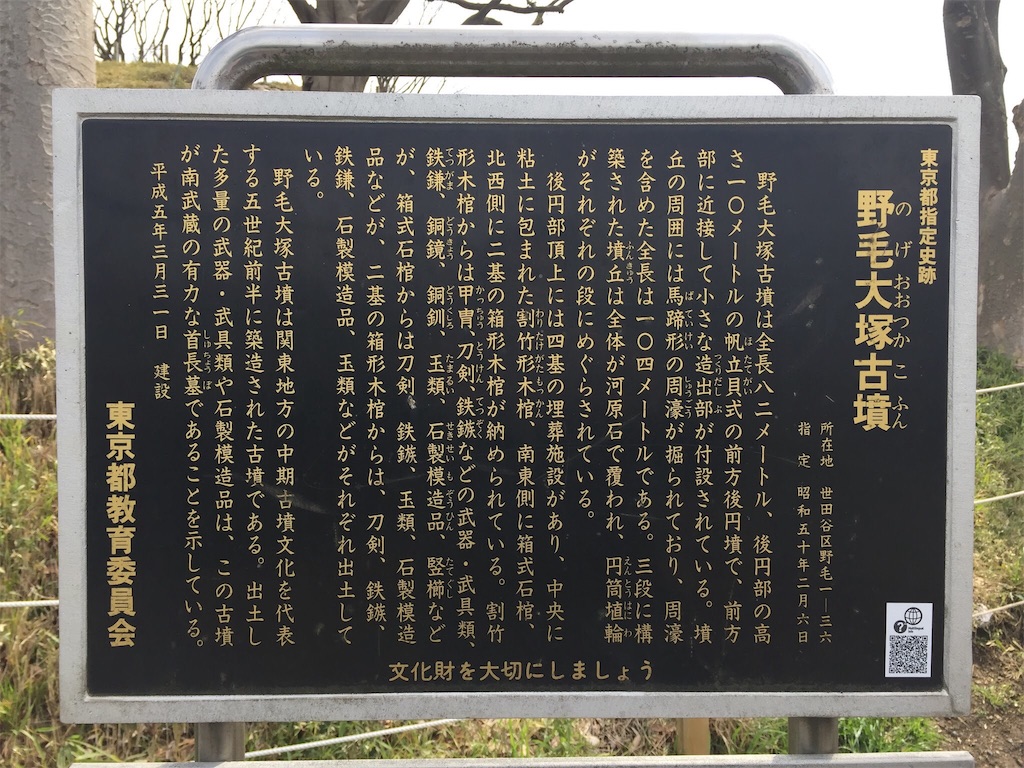 東京都指定史跡
野毛大塚古墳
のげおおつかこふん
所在地 世田谷区野毛一―三六
指定 昭和五十年二月六日
野毛大塚古墳は全長八二メートル、後円部の高
さ一〇メートルの帆立貝式の前方後円墳で、前方
部に近接して小さな造出部が付設されている。墳
丘の周囲には馬蹄形の周濠が掘られており、周濠
を含めた全長は一〇四メートルである。三段に構
築された墳丘は全体が河原石で覆われ、円筒埴輪
がそれぞれの段にめぐらされている。
後円部頂上には四基の埋葬施設があり、中央に
粘土に包まれた割竹形木棺、南東側に箱式石棺、
北西側に二基の箱形木棺が納められている。割竹
形木棺からは甲冑、刀剣、鉄鏃などの武器・武具類、
鉄鎌、銅鏡、銅釧、玉類、石製模造品、竪櫛など
が、箱式石棺からは刀剣、鉄鏃、玉類、石製模造
品などが、二基の箱形木棺からは、刀剣、鉄鏃、
鉄鎌、石製模造品、玉類などがそれぞれ出土して
いる。
野毛大塚古墳は関東地方の中期古墳文化を代表
する五世紀前半に築造された古墳である。出土し
た多量の武器・武具類や石製模造品は、この古墳
が南武蔵の有力な首長墓であることを示している。
平成五年三月三一日 建設
東京都教育委員会
文化財を大切にしましょう